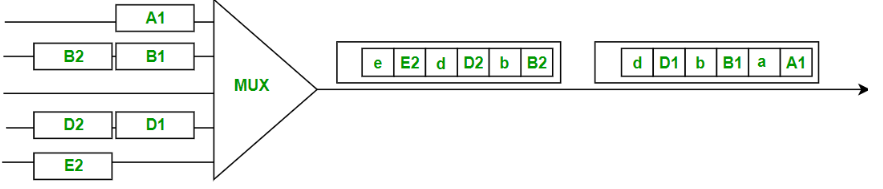 A1
B2 B1
MUX
e E2 d D2 b B2
d D1 b B1 a A1
D2 D1
E2